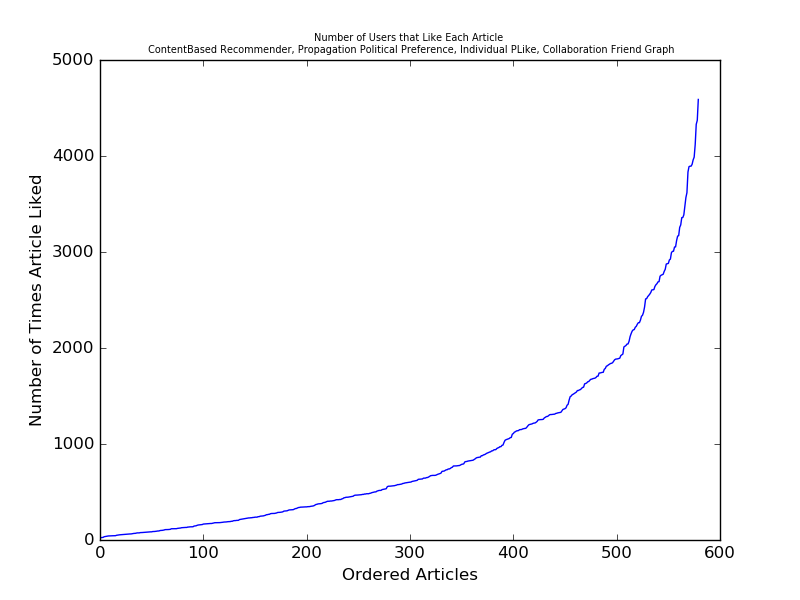 Number of Users that Like Each Article
ContentBased Recommender, Propagation Political Preference, Individual PLike, Collaboration Friend Graph
5000
4000
3000
2000
1000
0
Number of Times Article Liked
0 100 200 300 400 500 600
Ordered Articles